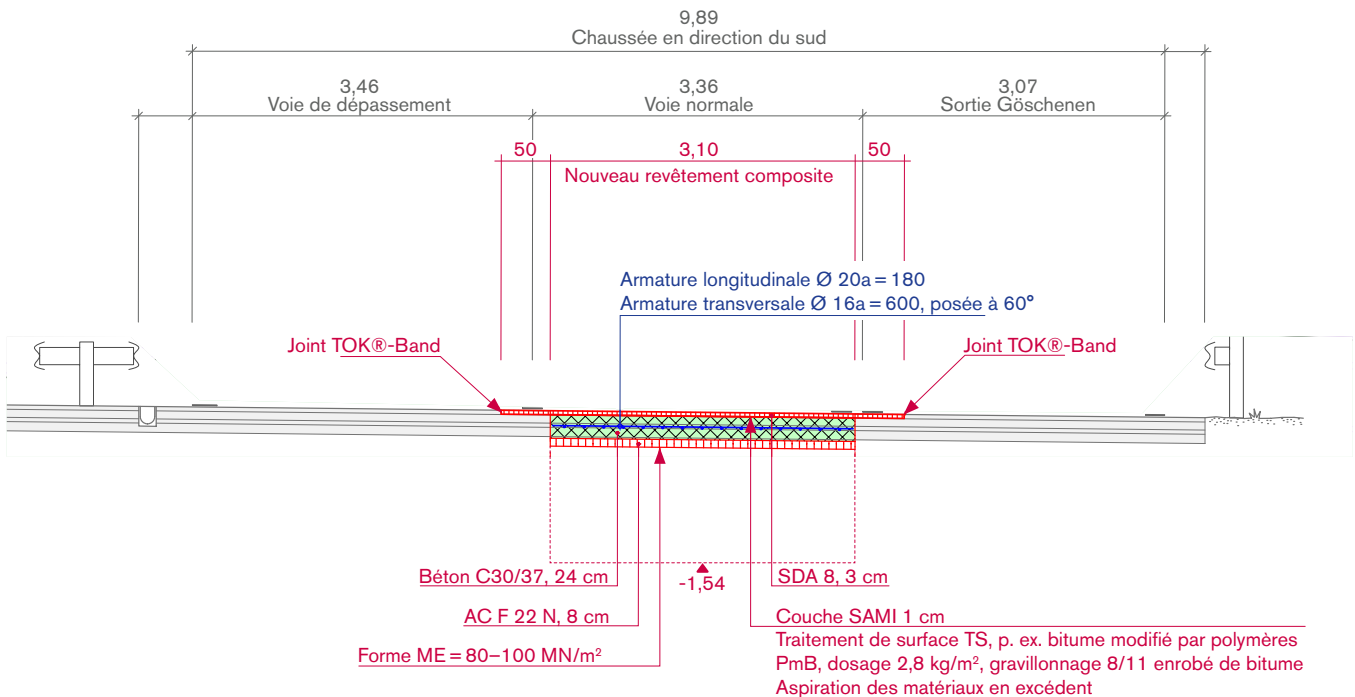 9,89
Chaussée en direction du sud
3,46
Voie de dépassement
3,36
Voie normale
3,07
Sortie Göschenen
50
3,10
50
Nouveau revêtement composite
Armature longitudinale Ø 20a = 180
Armature transversale Ø 16a = 600, posée à 60°
Joint TOK®-Band
Joint TOK®-Band
Béton C30/37, 24 cm
-1,54
SDA 8, 3 cm
AC F 22 N, 8 cm
Couche SAMI 1 cm
Traitement de surface TS, p. ex. bitume modifié par polymères
PmB, dosage 2,8 kg/m², gravillonnage 8/11 enrobé de bitume
Aspiration des matériaux en excédent
Forme ME = 80–100 MN/m²